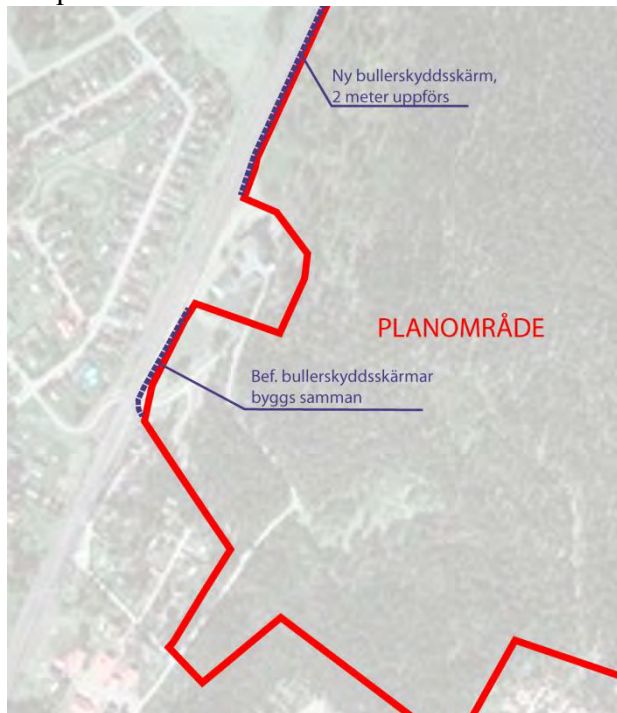 Ny bullerskyddsskärm,
2 meter uppförs
PLANOMRÅDE
Bef. bullerskyddsskärmar
byggs samman